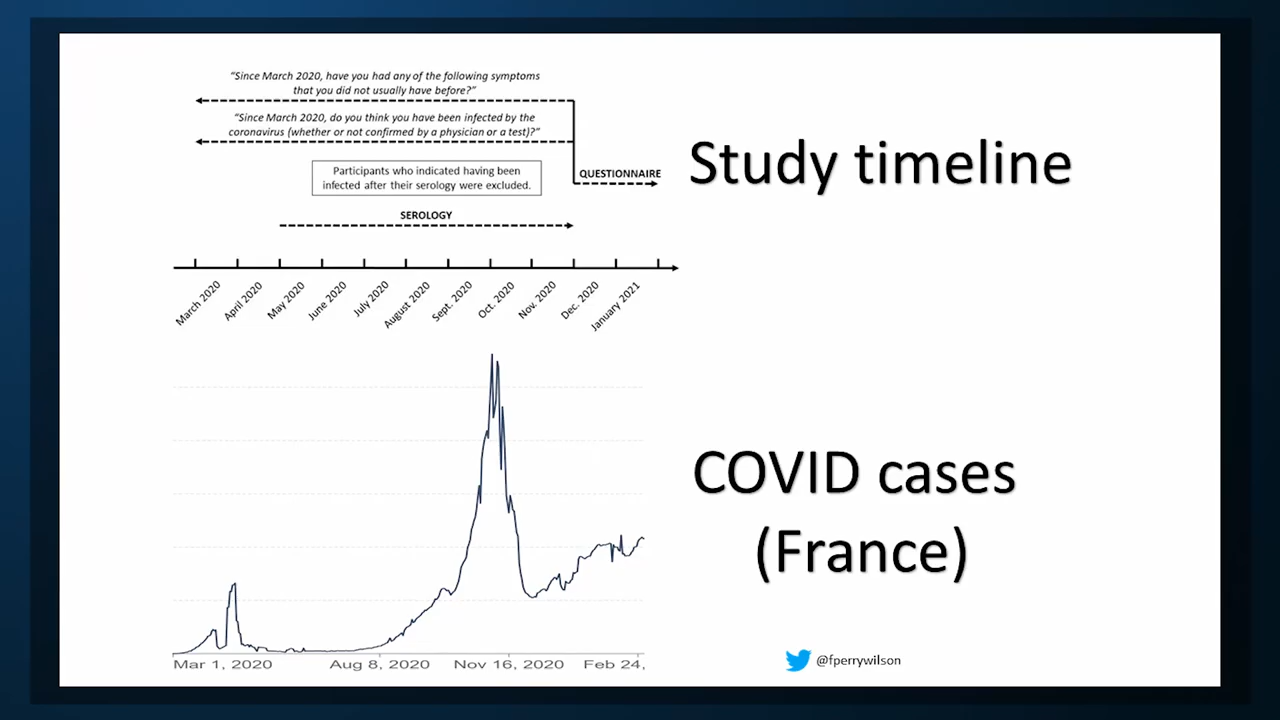 “Since March 2020, have you had any of the following symptoms
that you did not usually have before?”
“Since March 2020, do you think you have been infected by the
coronavirus (whether or not confirmed by a physician or a test)?”
Participants who indicated having been
infected after their serology were excluded.
QUESTIONNAIRE
SEROLOGY
March 2020
April 2020
May 2020
June 2020
July 2020
August 2020
Sept. 2020
Oct. 2020
Nov. 2020
Dec. 2020
January 2021
Study timeline
COVID cases
(France)
Mar 1, 2020
Aug 8, 2020
Nov 16, 2020
Feb 24,
@fperrywilson